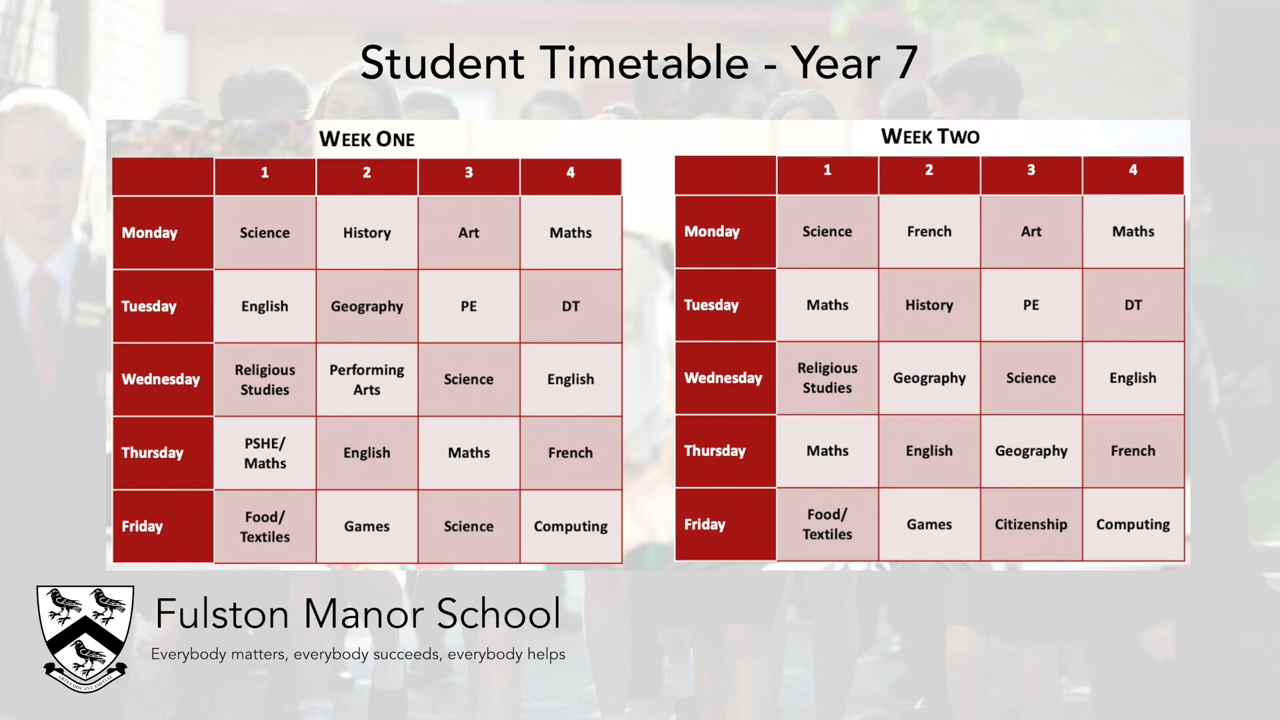 Student Timetable - Year 7
WEEK ONE
1 2 3 4
Monday Science History Art Maths
Tuesday English Geography PE DT
Wednesday Religious Studies Performing Arts Science English
Thursday PSHE/ Maths English Maths French
Friday Food/ Textiles Games Science Computing
WEEK TWO
1 2 3 4
Monday Science French Art Maths
Tuesday Maths History PE DT
Wednesday Religious Studies Geography Science English
Thursday Maths English Geography French
Friday Food/ Textiles Games Citizenship Computing
Fulston Manor School
Everybody matters, everybody succeeds, everybody helps